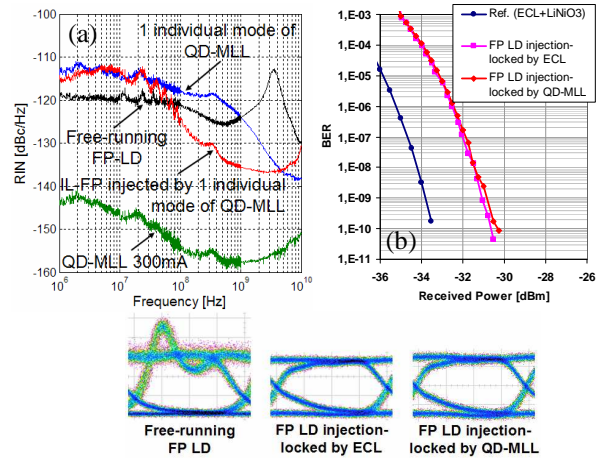 (a)
1 individual mode of
QD-MLL
Free-running
FP-LD
IL-FP injected by 1 individual
mode of QD-MLL
QD-MLL 300mA
RIN [dBc/Hz]
-100
-110
-120
-130
-140
-150
-160
10^6
10^7
10^8
10^9
10^10
Frequency [Hz]
(b)
Ref. (ECL+LiNiO3)
FP LD injection-
locked by ECL
FP LD injection-
locked by QD-MLL
BER
1,E-03
1,E-04
1,E-05
1,E-06
1,E-07
1,E-08
1,E-09
1,E-10
1,E-11
-36
-34
-32
-30
-28
-26
Received Power [dBm]
Free-running
FP LD
FP LD injection-
locked by ECL
FP LD injection-
locked by QD-MLL